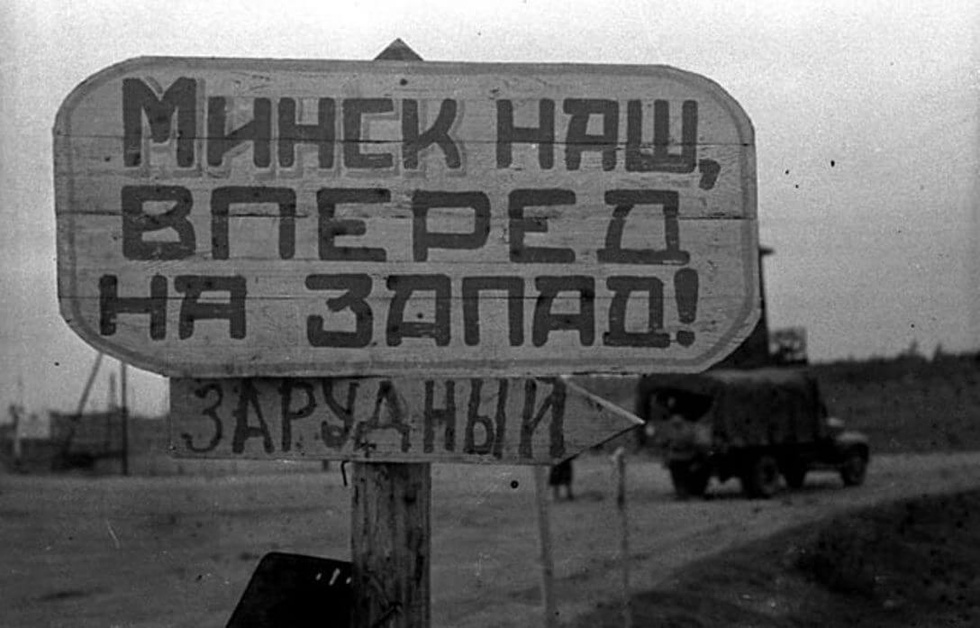 Минск наш,
вперед
на запад!
Зарудный